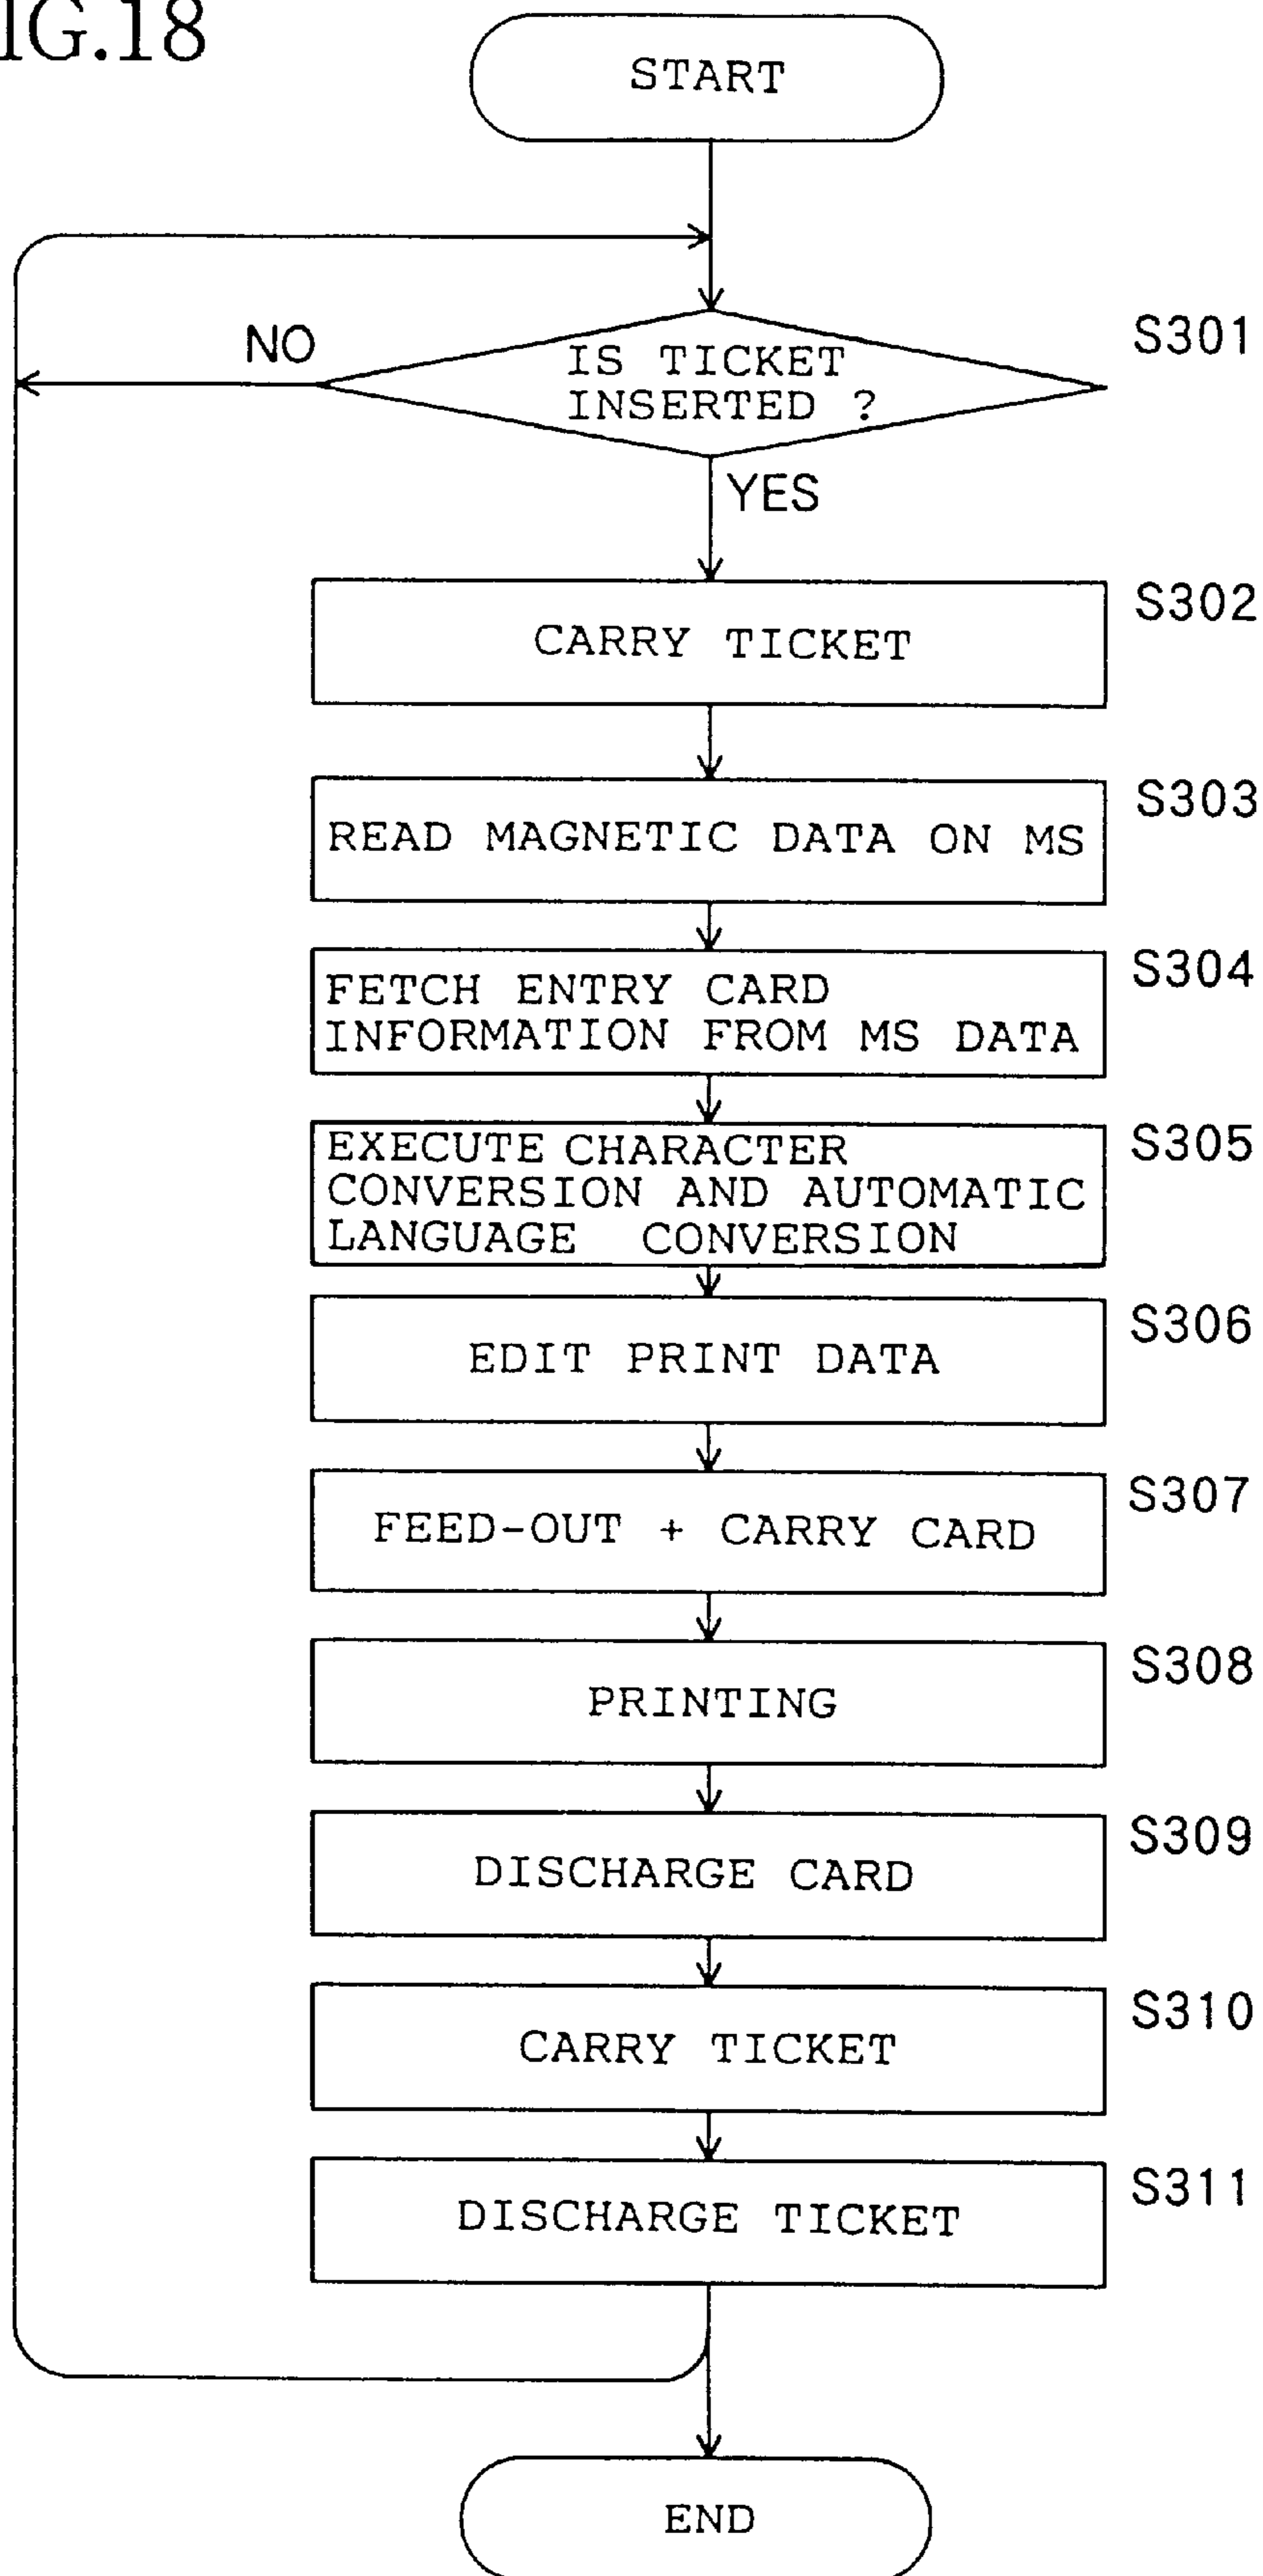 IG.18
START
NO
IS TICKET
INSERTED ?
S301
YES
CARRY TICKET
S302
READ MAGNETIC DATA ON MS
S303
FETCH ENTRY CARD
INFORMATION FROM MS DATA
S304
EXECUTE CHARACTER
CONVERSION AND AUTOMATIC
LANGUAGE CONVERSION
S305
EDIT PRINT DATA
S306
FEED-OUT + CARRY CARD
S307
PRINTING
S308
DISCHARGE CARD
S309
CARRY TICKET
S310
DISCHARGE TICKET
S311
END